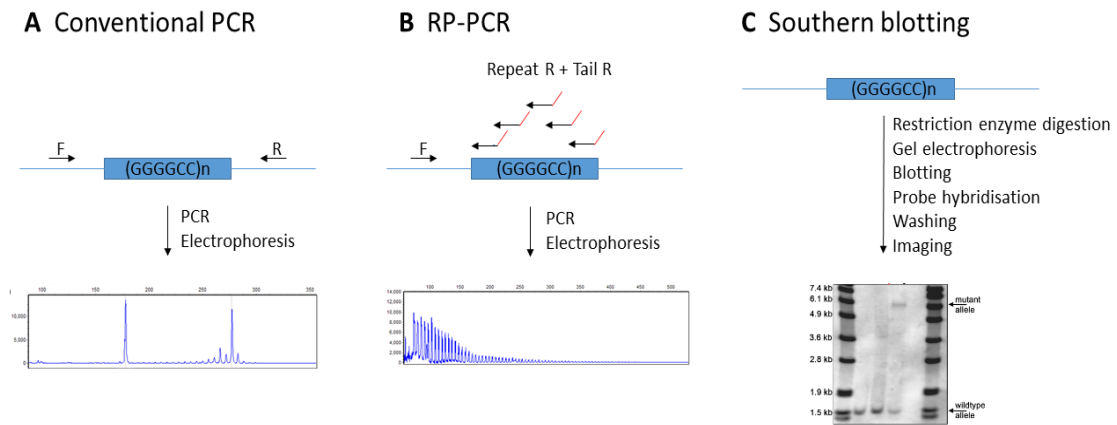 A Conventional PCR
F
R
(GGGGCC)n
PCR
Electrophoresis
100 150 200 250 300 350
10,000
5,000
0
B RP-PCR
Repeat R + Tail R
F
(GGGGCC)n
PCR
Electrophoresis
100 200 300 400 500
14,000
12,000
10,000
8,000
6,000
4,000
2,000
0
C Southern blotting
(GGGGCC)n
Restriction enzyme digestion
Gel electrophoresis
Blotting
Probe hybridisation
Washing
Imaging
7.4 kb
6.1 kb
4.9 kb
3.6 kb
2.8 kb
1.9 kb
1.5 kb
mutant
allele
wildtype
allele